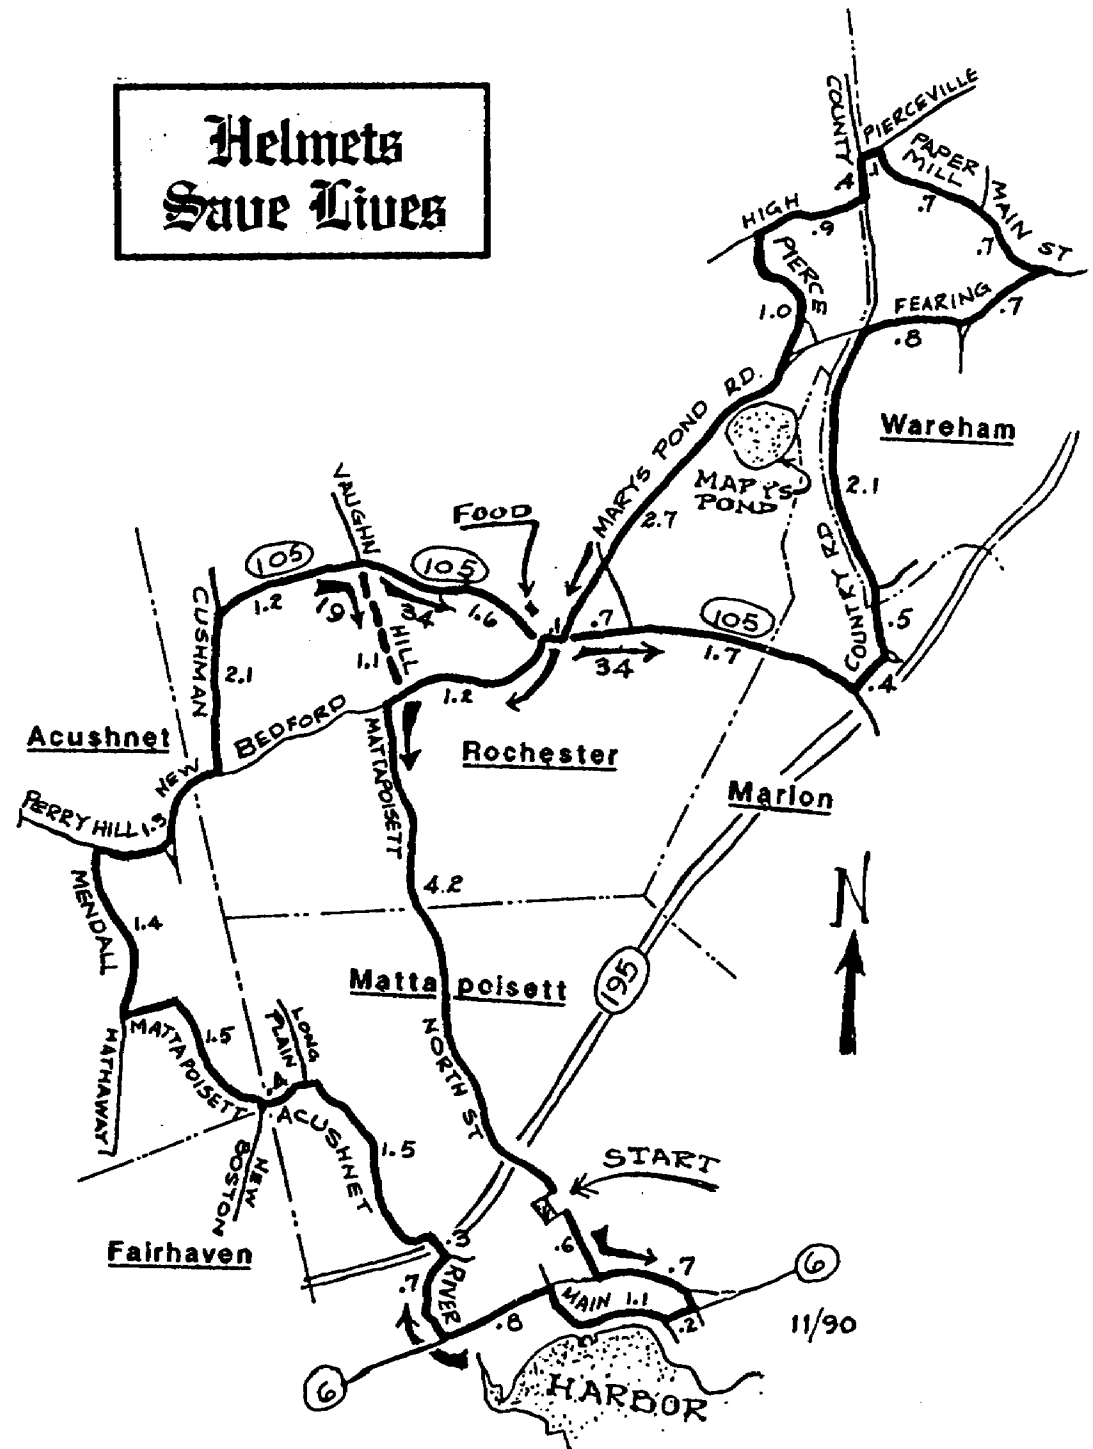 Helmets
Save Lives
COUNTY
PIERCEVILLE
.4
PAPER
MILL
.7
MAIN ST
.7
HIGH
.9
PIERCE
1.0
FEARING
.7
.8
MARYS POND RD.
Wareham
MARYS
POND
2.7
2.1
VAUGHN
FOOD
105
105
1.2
19
34
1.6
.1
.7
105
34
1.7
COUNTRY RD
.5
.4
CUSHMAN
2.1
HILL
1.1
1.2
NEW BEDFORD
Acushnet
MATTAPOISETT
Rochester
Marion
PERRY HILL
1.3
MENDALL
1.4
4.2
N
Mattapoisett
195
HATHAWAY
MATTAPOISETT
1.5
LONG
PLAIN
.4
ACUSHNET
1.5
NORTH ST
NEW
BOSTON
START
Fairhaven
.3
.6
.7
6
.7
RIVER
MAIN 1.1
.2
.8
11/90
6
HARBOR